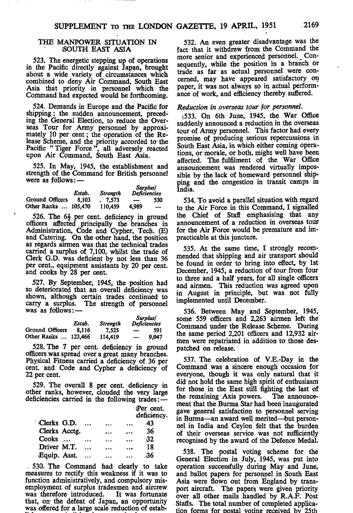 SUPPLEMENT TO THE LONDON GAZETTE, 19 APRIL, 1951
2169
THE MANPOWER SITUATION IN
SOUTH EAST ASIA
523. The energetic stepping up of operations
in the Pacific directly against Japan, brought
about a wide variety of circumstances which
combined to deny Air Command, South East
Asia that priority in personnel which the
Command had expected would be forthcoming.
524. Demands in Europe and the Pacific for
shipping; the sudden announcement, preced-
ing the General Election, to reduce the Over-
seas Tour for Army personnel by approxi-
mately 10 per cent; the operation of the Re-
lease Scheme, and the priority accorded to the
Pacific "Tiger Force", all adversely reacted
upon Air Command, South East Asia.
525. In May, 1945, the establishment and
strength of the Command for British personnel
were as follows:—
Surplus/
Estab. Strength Deficiencies
Ground Officers 8,103 7,573 — 530
Other Ranks ... 105,470 110,459 4,989 —
526. The 6½ per cent. deficiency in ground
officers affected principally the branches in
Administration, Code and Cypher, Tech. (E)
and Catering. On the other hand, the position
as regards airmen was that the technical trades
carried a surplus of 7,100, whilst the trade of
Clerk G.D. was deficient by not less than 36
per cent., equipment assistants by 20 per cent.
and cooks by 28 per cent.
527. By September, 1945, the position had
so deteriorated that an overall deficiency was
shown, although certain trades continued to
carry a surplus. The strength of personnel
was as follows:—
Surplus/
Estab. Strength Deficiencies
Ground Officers 8,116 7,525 — 591
Other Ranks ... 123,466 114,419 — 9,047
528. The 7 per cent. deficiency in ground
officers was spread over a great many branches.
Physical Fitness carried a deficiency of 36 per
cent. and Code and Cypher a deficiency of
22 per cent.
529. The overall 8 per cent. deficiency in
other ranks, however, clouded the very large
deficiencies carried in the following trades:—
Per cent.
deficiency.
Clerks G.D. ... ... ... 43
Clerks Acctg. ... ... ... 36
Cooks ... ... ... ... 32
Driver M.T. ... ... ... 18
Equip. Asst. ... ... ... 36
530. The Command had clearly to take
measures to rectify this weakness if it was to
function administratively, and compulsory mis-
employment of surplus tradesmen and aircrew
was therefore introduced. It was fortunate
that, on the defeat of Japan, an opportunity
was offered for a large scale reduction of estab-
532. An even greater disadvantage was the
fact that it withdrew from the Command the
more senior and experienced personnel. Con-
sequently, while the position in a branch or
trade as far as actual personnel were con-
cerned, may have appeared satisfactory on
paper, it was not always so in actual perform-
ance of work, and efficiency thereby suffered.
Reduction in overseas tour for personnel.
533. On 6th June, 1945, the War Office
suddenly announced a reduction in the overseas
tour of Army personnel. This factor had every
promise of producing serious repercussions in
South East Asia, in which either coming opera-
tions, or morale, or both, might well have been
affected. The fulfilment of the War Office
announcement was rendered virtually impos-
sible by the lack of homeward personnel ship-
ping and the congestion in transit camps in
India.
534. To avoid a parallel situation with regard
to the Air Force in this Command, I signalled
the Chief of Staff emphasising that any
announcement of a reduction in overseas tour
for the Air Force would be premature and im-
practicable at this juncture.
535. At the same time, I strongly recom-
mended that shipping and air transport should
be found in order to bring into effect, by 1st
December, 1945, a reduction of tour from four
to three and a half years, for all single officers
and airmen. This reduction was agreed upon
in August in principle, but was not fully
implemented until December.
536. Between May and September, 1945,
some 559 officers and 2,263 airmen left the
Command under the Release Scheme. During
the same period 2,201 officers and 12,932 air-
men were repatriated in addition to those des-
patched on release.
537. The celebration of V.E.-Day in the
Command was a sincere enough occasion for
everyone, though it was only natural that it
did not hold the same high spirit of enthusiasm
for those in the East still fighting the last of
the remaining Axis powers. The announce-
ment that the Burma Star had been inaugurated
gave general satisfaction to personnel serving
in Burma—an award well merited—but person-
nel in India and Ceylon felt that the burden
of their overseas service was not sufficiently
recognised by the award of the Defence Medal.
538. The postal voting scheme for the
General Election in July, 1945, was put into
operation successfully during May and June,
and ballot papers for personnel in South East
Asia were flown out from England by trans-
port aircraft. The papers were given priority
over all other mails handled by R.A.F. Post
Staffs. The total number of completed applica-
tion forms for postal voting received by 25th